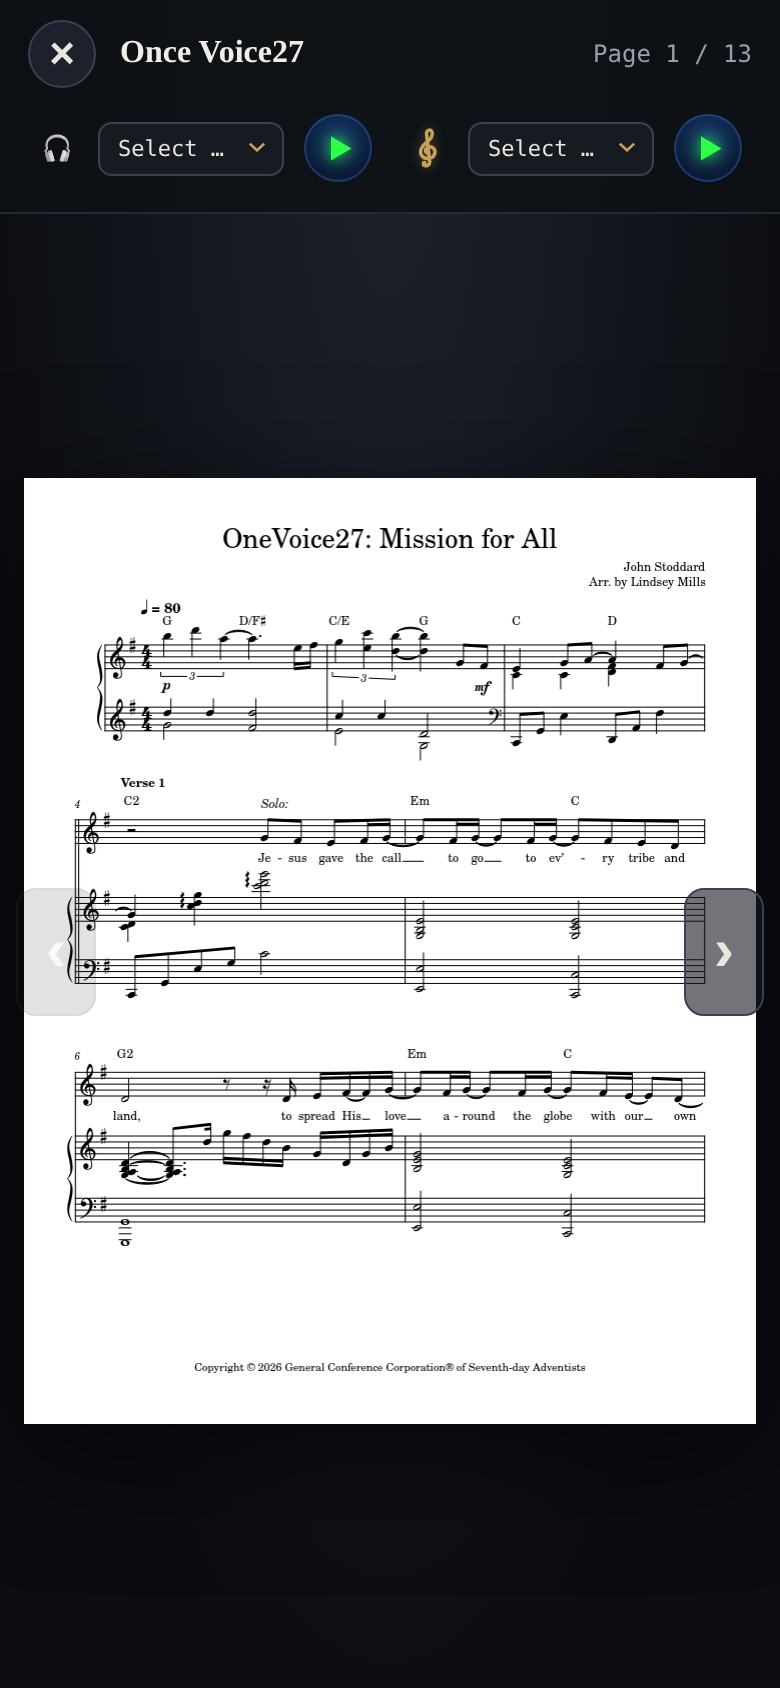 Once Voice27
Page 1 / 13
Select …
Select …
OneVoice27: Mission for All
John Stoddard
Arr. by Lindsey Mills
♩ = 80
G D/F♯ C/E G C D
3 3
p mf
Verse 1
4 C2 Solo: Em C
Je - sus gave the call to go to ev' - ry tribe and
6 G2 Em C
land, to spread His love a - round the globe with our own
Copyright © 2026 General Conference Corporation® of Seventh-day Adventists